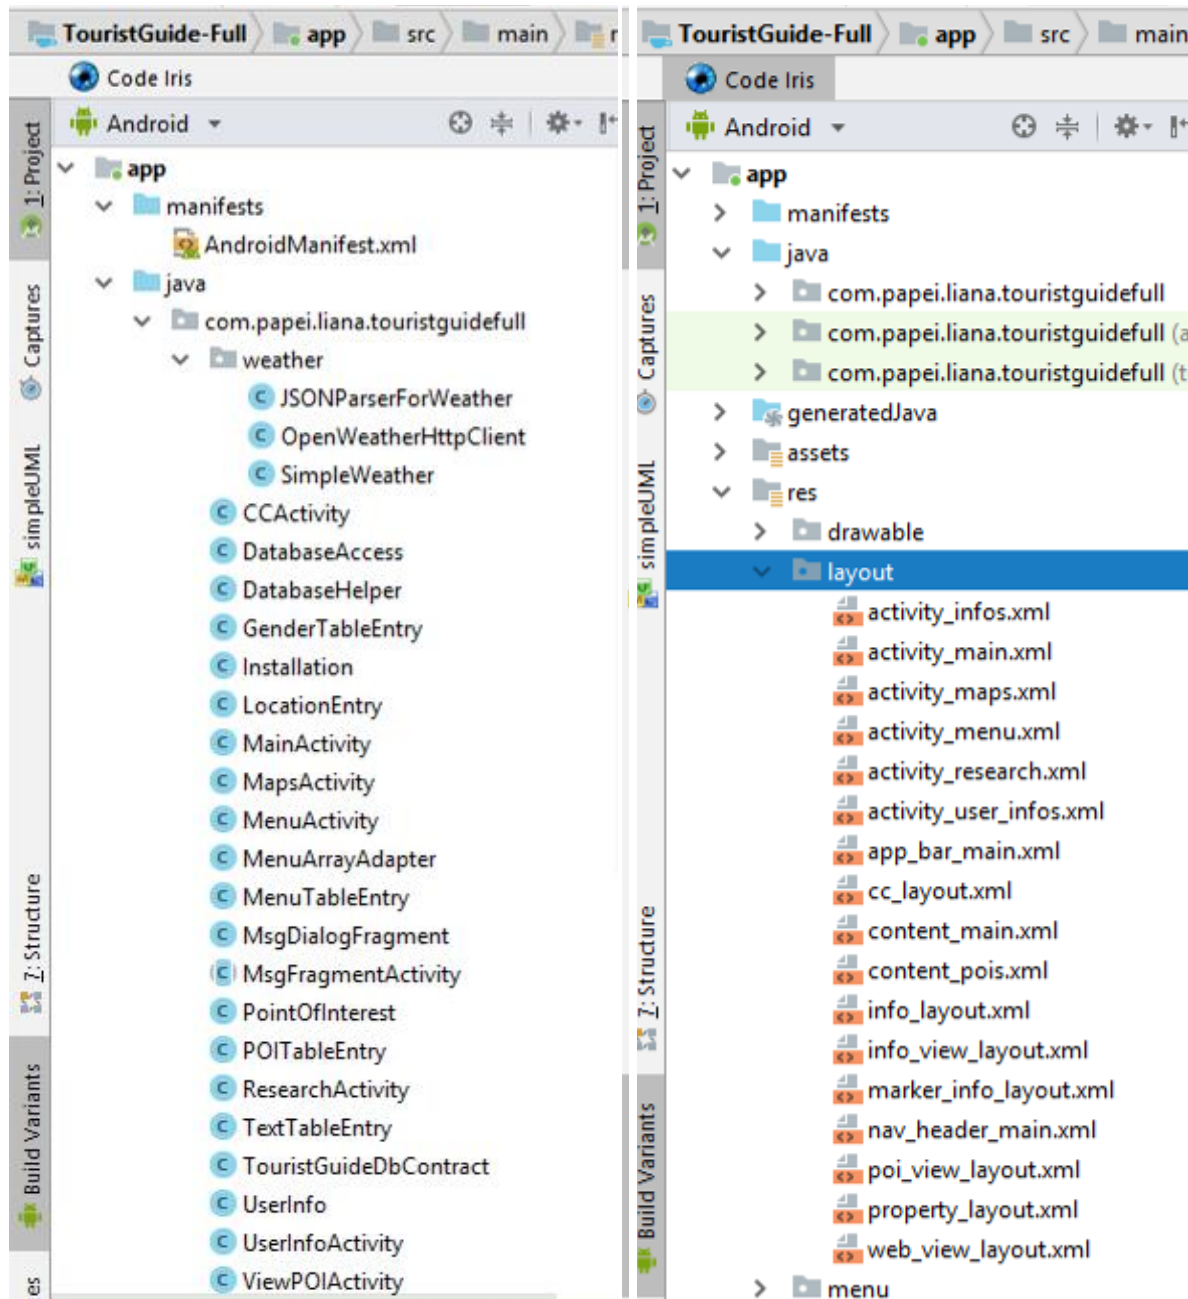 TouristGuide-Full app src main
Code Iris
Android
app
manifests
AndroidManifest.xml
java
com.papei.liana.touristguidefull
weather
JSONParserForWeather
OpenWeatherHttpClient
SimpleWeather
CCActivity
DatabaseAccess
DatabaseHelper
GenderTableEntry
Installation
LocationEntry
MainActivity
MapsActivity
MenuActivity
MenuArrayAdapter
MenuTableEntry
MsgDialogFragment
MsgFragmentActivity
PointOfInterest
POITableEntry
ResearchActivity
TextTableEntry
TouristGuideDbContract
UserInfo
UserInfoActivity
ViewPOIActivity
1: Project
Captures
simpleUML
7: Structure
Build Variants
es
TouristGuide-Full app src main
Code Iris
Android
app
manifests
java
com.papei.liana.touristguidefull
com.papei.liana.touristguidefull (a
com.papei.liana.touristguidefull (t
generatedJava
assets
res
drawable
layout
activity_infos.xml
activity_main.xml
activity_maps.xml
activity_menu.xml
activity_research.xml
activity_user_infos.xml
app_bar_main.xml
cc_layout.xml
content_main.xml
content_pois.xml
info_layout.xml
info_view_layout.xml
marker_info_layout.xml
nav_header_main.xml
poi_view_layout.xml
property_layout.xml
web_view_layout.xml
menu
1: Project
Captures
simpleUML
7: Structure
Build Variants